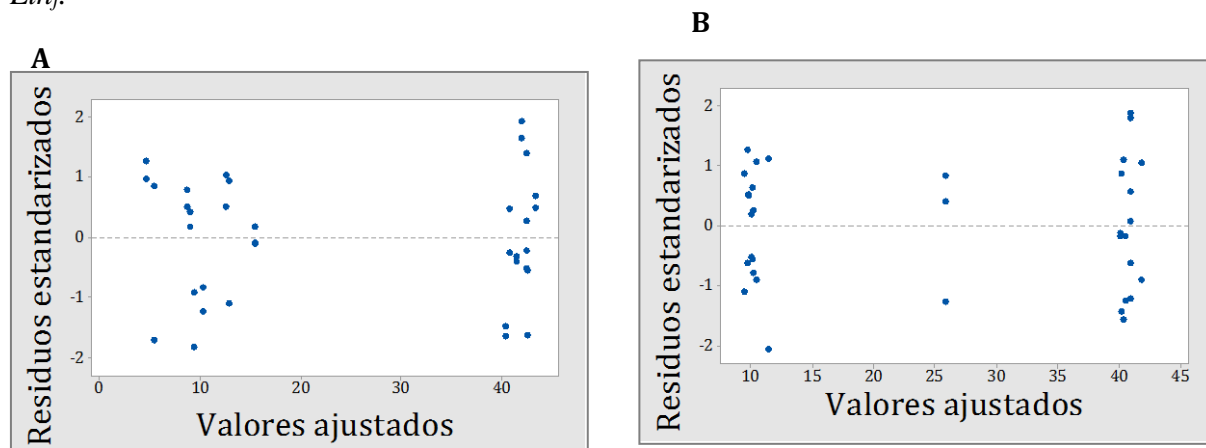 Einf.
A
Residuos estandarizados
2
1
0
-1
-2
0 10 20 30 40
Valores ajustados
B
Residuos estandarizados
2
1
0
-1
-2
10 15 20 25 30 35 40 45
Valores ajustados